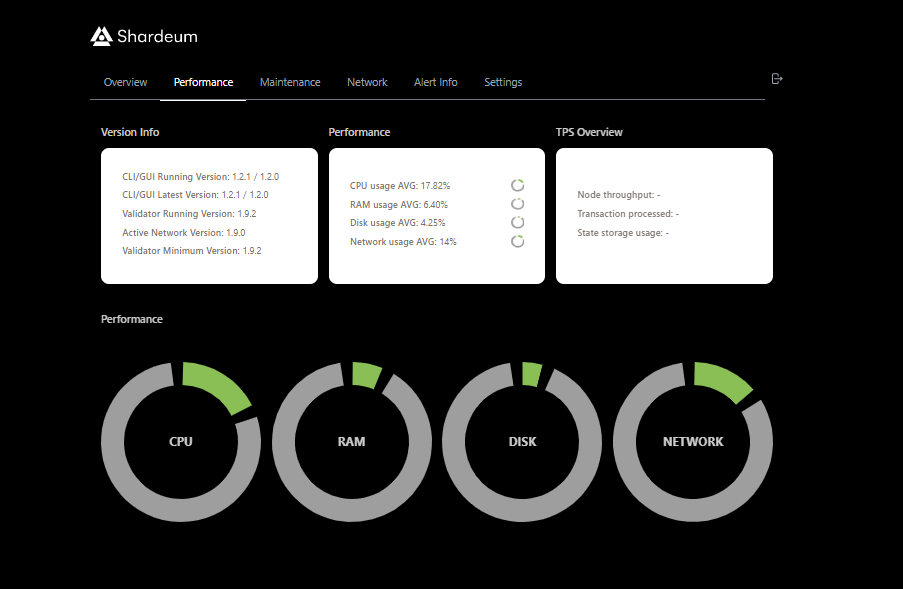 Shardeum
Overview Performance Maintenance Network Alert Info Settings
Version Info
CLI/GUI Running Version: 1.2.1 / 1.2.0
CLI/GUI Latest Version: 1.2.1 / 1.2.0
Validator Running Version: 1.9.2
Active Network Version: 1.9.0
Validator Minimum Version: 1.9.2
Performance
CPU usage AVG: 17.82%
RAM usage AVG: 6.40%
Disk usage AVG: 4.25%
Network usage AVG: 14%
TPS Overview
Node throughput: -
Transaction processed: -
State storage usage: -
Performance
CPU
RAM
DISK
NETWORK